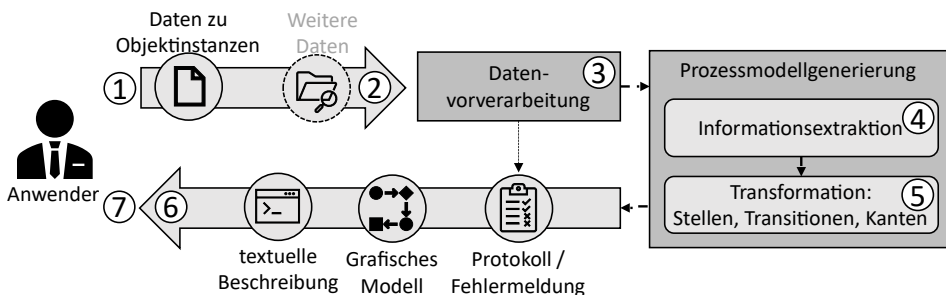 Daten zu
Objektinstanzen
Weitere
Daten
1
2
Daten-
vorverarbeitung
3
Prozessmodellgenerierung
Informationsextraktion
4
Transformation:
Stellen, Transitionen, Kanten
5
Anwender
7
6
textuelle
Beschreibung
Grafisches
Modell
Protokoll /
Fehlermeldung